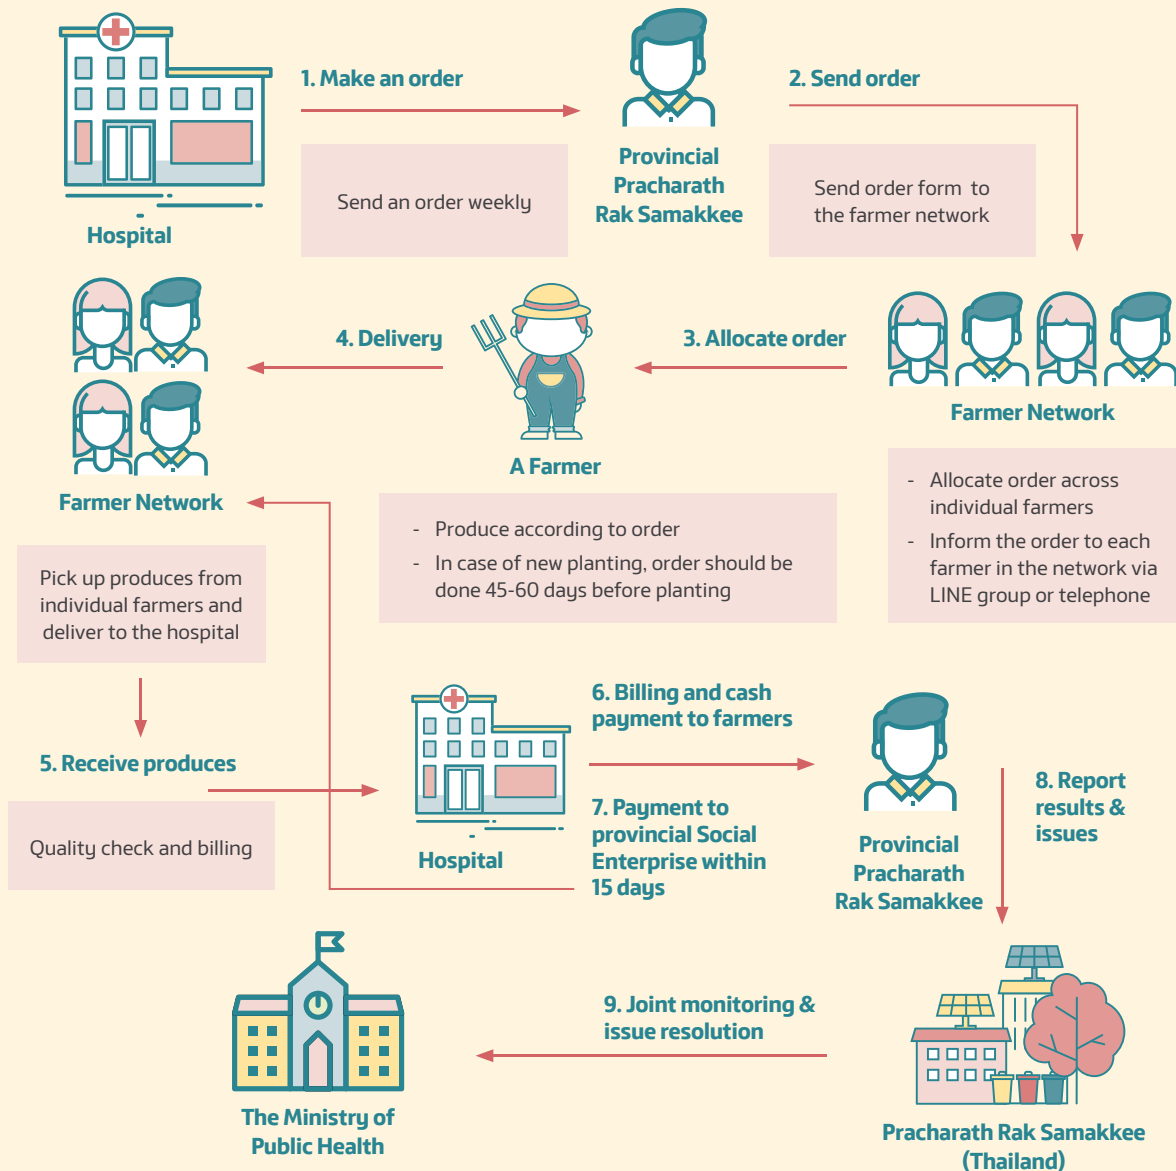 1. Make an order
Send an order weekly
Hospital
Provincial
Pracharath
Rak Samakkee
2. Send order
Send order form to
the farmer network
Farmer Network
- Allocate order across
individual farmers
- Inform the order to each
farmer in the network via
LINE group or telephone
3. Allocate order
A Farmer
- Produce according to order
- In case of new planting, order should be
done 45-60 days before planting
4. Delivery
Farmer Network
Pick up produces from
individual farmers and
deliver to the hospital
5. Receive produces
Quality check and billing
Hospital
6. Billing and cash
payment to farmers
7. Payment to
provincial Social
Enterprise within
15 days
Provincial
Pracharath
Rak Samakkee
8. Report
results &
issues
Pracharath Rak Samakkee
(Thailand)
9. Joint monitoring &
issue resolution
The Ministry of
Public Health